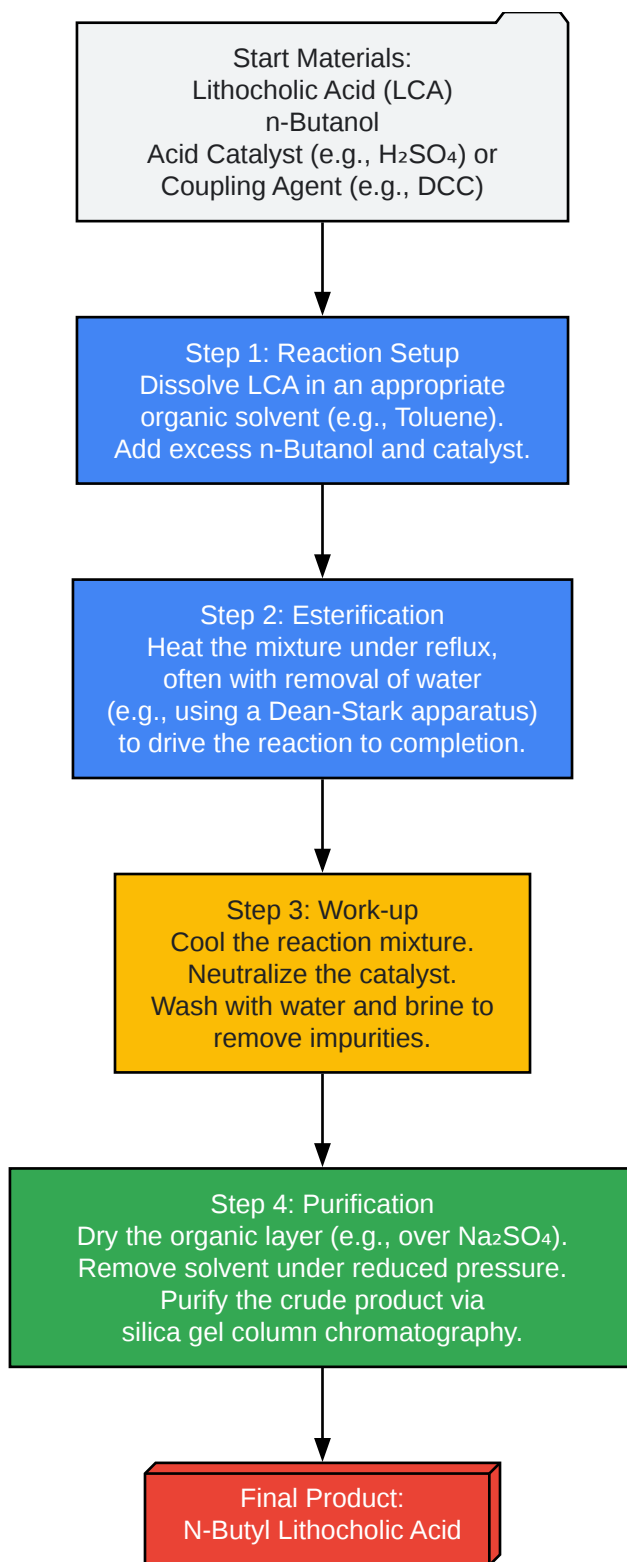 Start Materials:
Lithocholic Acid (LCA)
n-Butanol
Acid Catalyst (e.g., H₂SO₄) or
Coupling Agent (e.g., DCC)
Step 1: Reaction Setup
Dissolve LCA in an appropriate
organic solvent (e.g., Toluene).
Add excess n-Butanol and catalyst.
Step 2: Esterification
Heat the mixture under reflux,
often with removal of water
(e.g., using a Dean-Stark apparatus)
to drive the reaction to completion.
Step 3: Work-up
Cool the reaction mixture.
Neutralize the catalyst.
Wash with water and brine to
remove impurities.
Step 4: Purification
Dry the organic layer (e.g., over Na₂SO₄).
Remove solvent under reduced pressure.
Purify the crude product via
silica gel column chromatography.
Final Product:
N-Butyl Lithocholic Acid